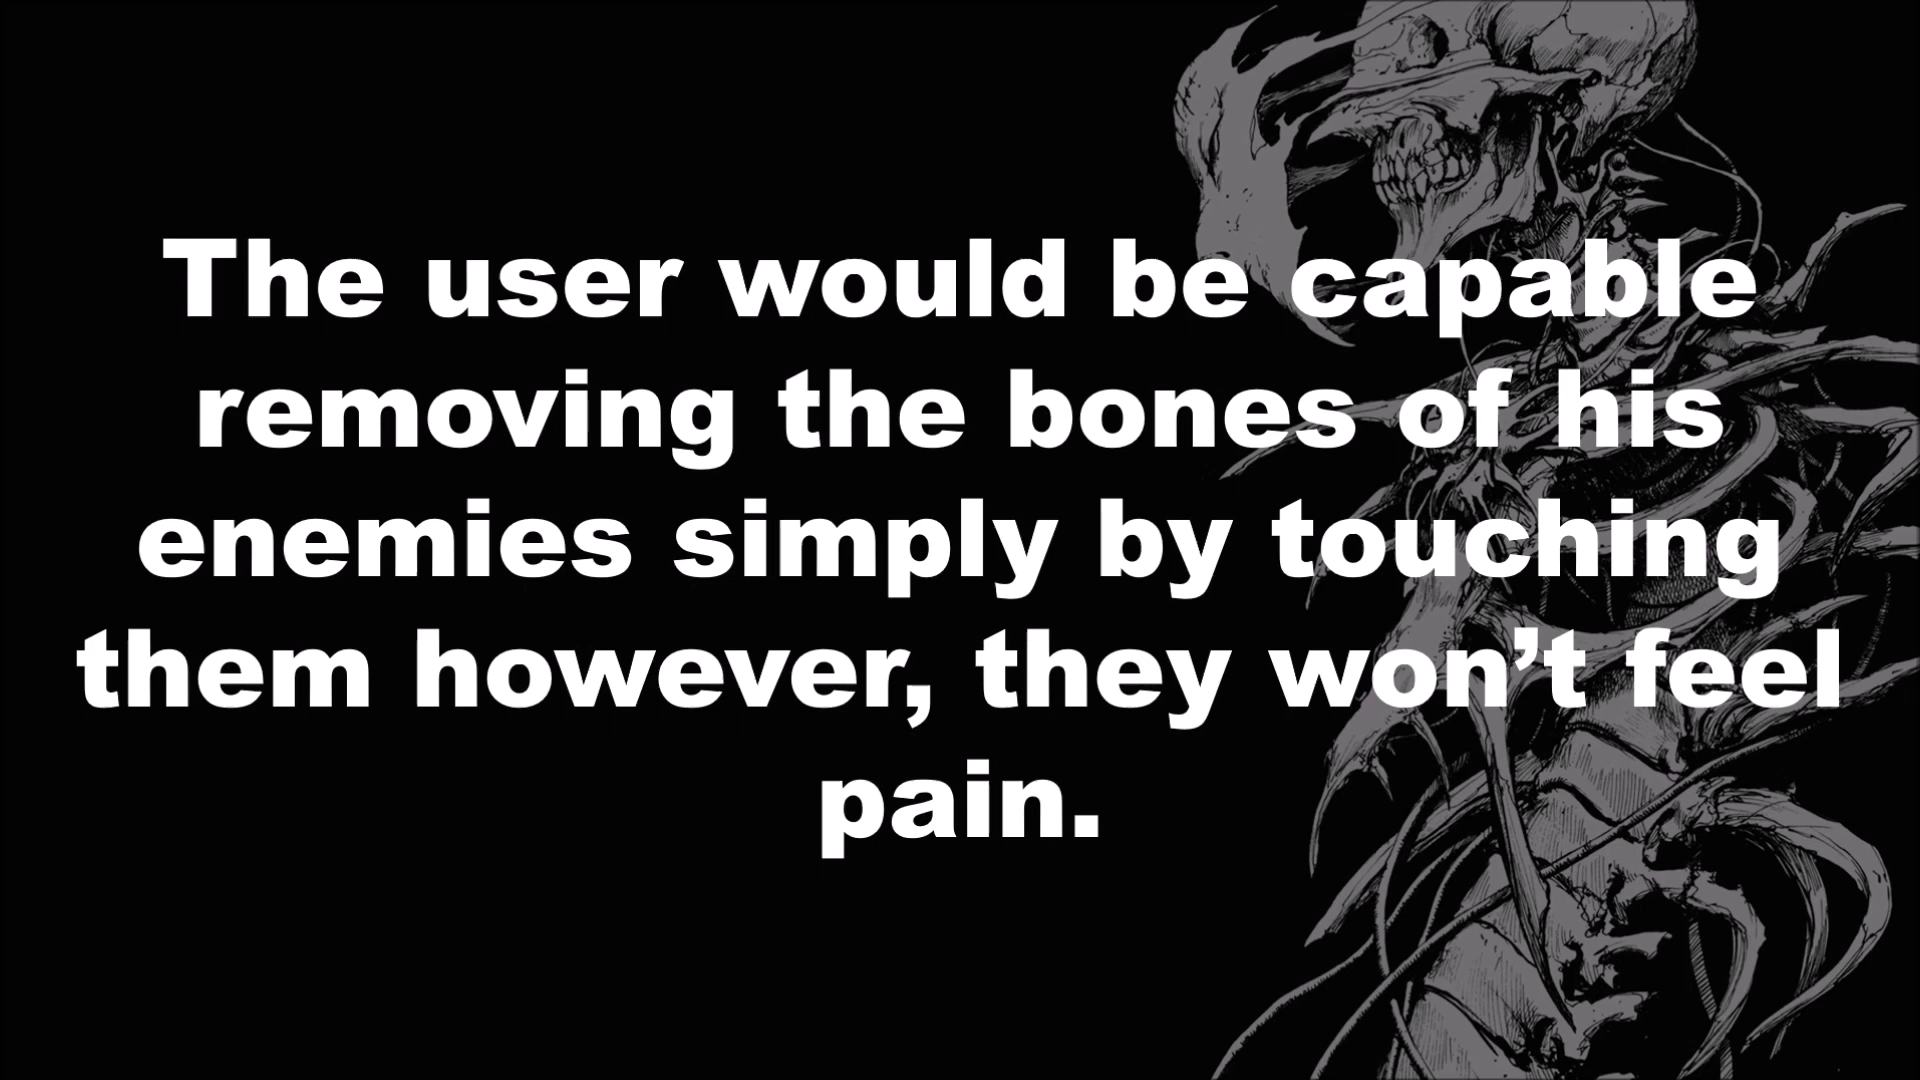 The user would be capable
removing the bones of his
enemies simply by touching
them however, they won’t feel
pain.